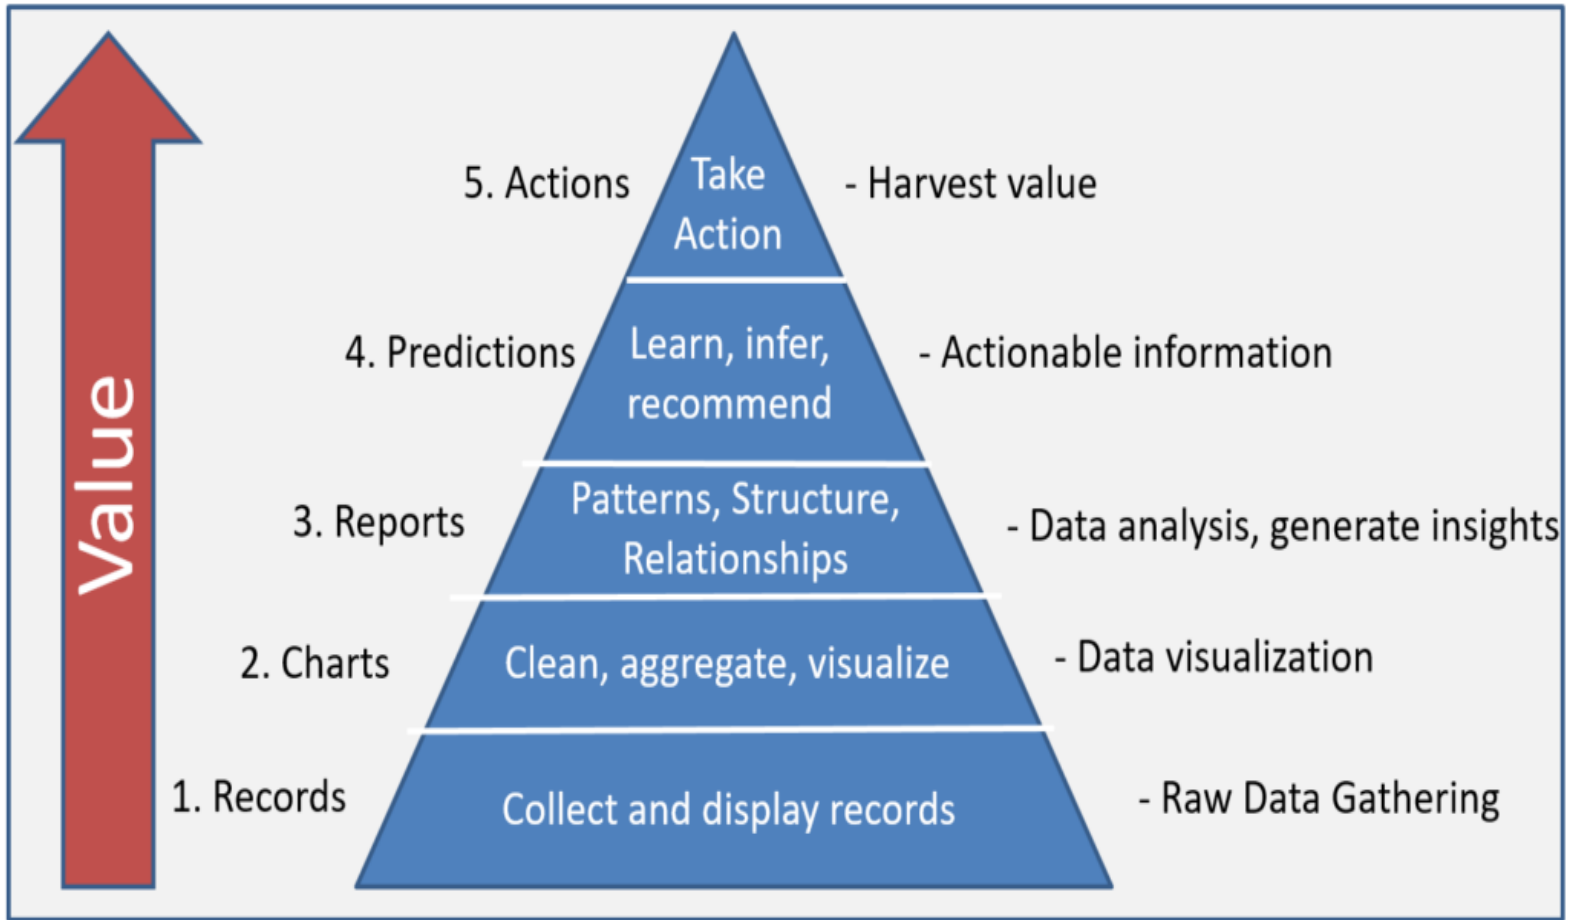 Value
5. Actions
Take
Action
- Harvest value
4. Predictions
Learn, infer,
recommend
- Actionable information
3. Reports
Patterns, Structure,
Relationships
- Data analysis, generate insights
2. Charts
Clean, aggregate, visualize
- Data visualization
1. Records
Collect and display records
- Raw Data Gathering